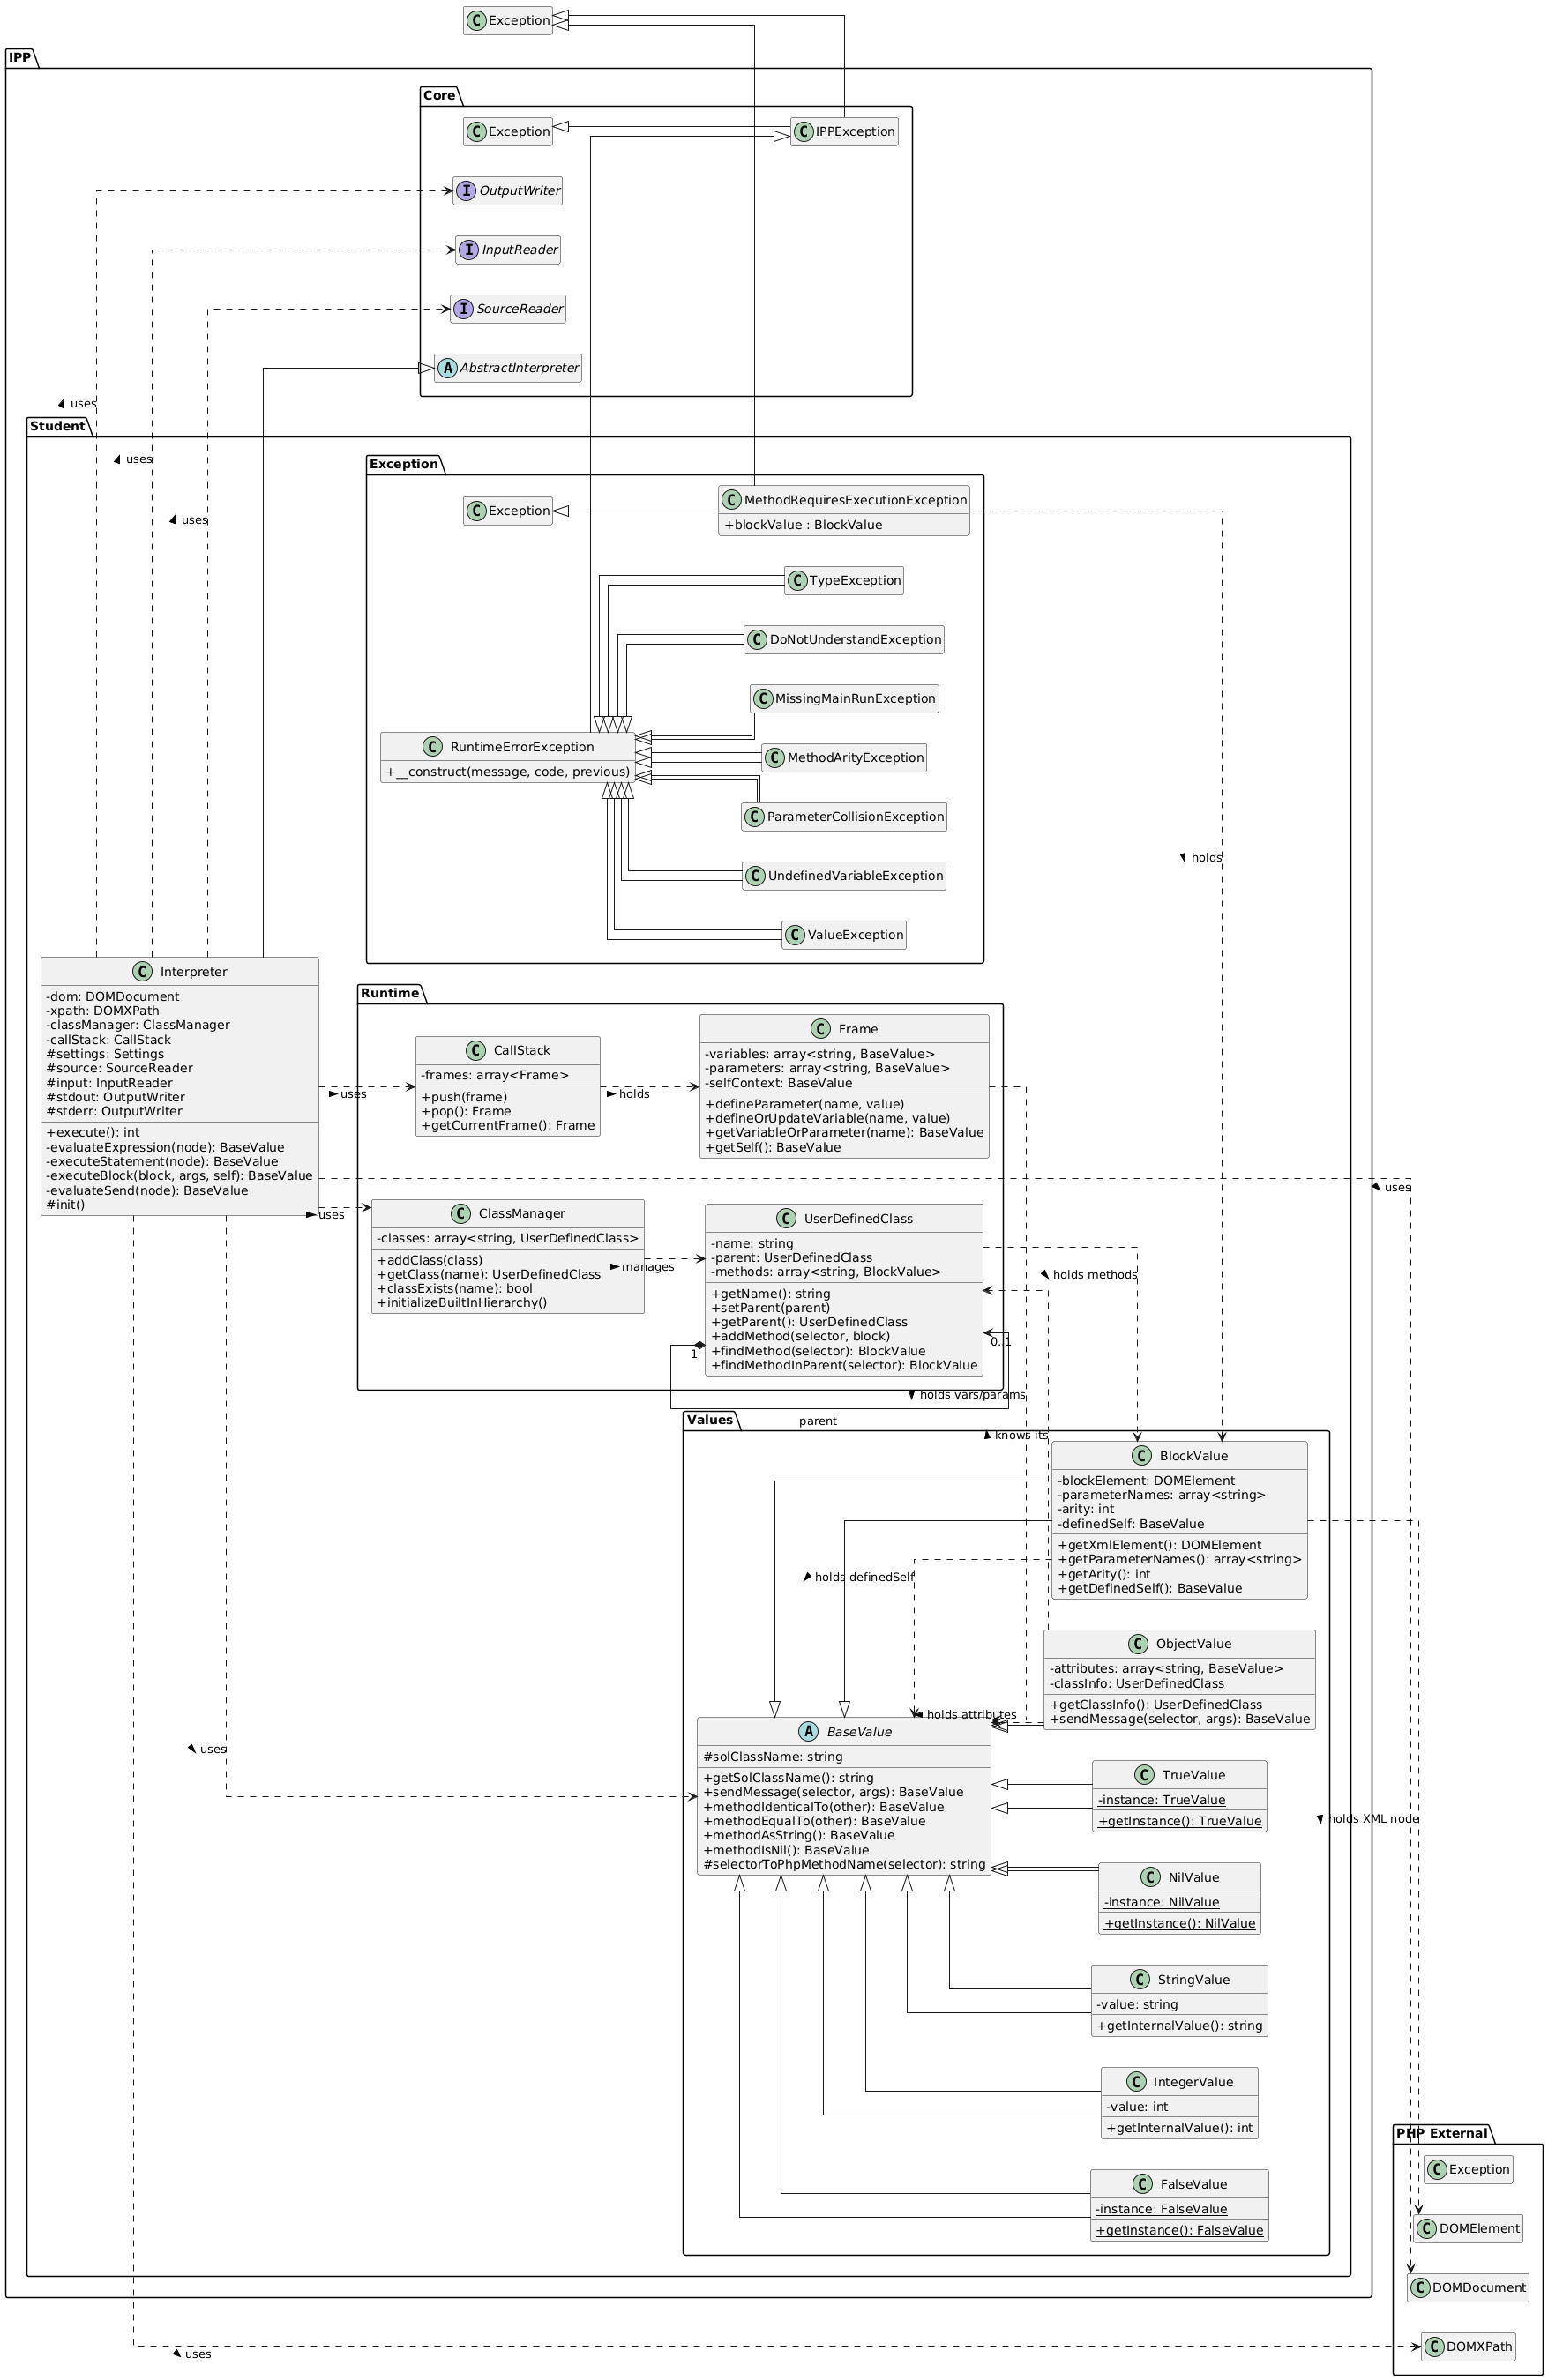 C Exception
IPP
Core
C Exception
C IPPException
I OutputWriter
I InputReader
I SourceReader
A AbstractInterpreter
uses
uses
uses
Student
Exception
C Exception
C MethodRequiresExecutionException
+blockValue : BlockValue
C TypeException
C DoNotUnderstandException
C MissingMainRunException
C RuntimeErrorException
+__construct(message, code, previous)
C MethodArityException
C ParameterCollisionException
C UndefinedVariableException
C ValueException
holds
C Interpreter
-dom: DOMDocument
-xpath: DOMXPath
-classManager: ClassManager
-callStack: CallStack
#settings: Settings
#source: SourceReader
#input: InputReader
#stdout: OutputWriter
#stderr: OutputWriter
+execute(): int
-evaluateExpression(node): BaseValue
-executeStatement(node): BaseValue
-executeBlock(block, args, self): BaseValue
-evaluateSend(node): BaseValue
#init()
uses
uses
uses
Runtime
C CallStack
-frames: array<Frame>
+push(frame)
+pop(): Frame
+getCurrentFrame(): Frame
holds
C Frame
-variables: array<string, BaseValue>
-parameters: array<string, BaseValue>
-selfContext: BaseValue
+defineParameter(name, value)
+defineOrUpdateVariable(name, value)
+getVariableOrParameter(name): BaseValue
+getSelf(): BaseValue
C ClassManager
-classes: array<string, UserDefinedClass>
+addClass(class)
+getClass(name): UserDefinedClass
+classExists(name): bool
+initializeBuiltInHierarchy()
manages
C UserDefinedClass
-name: string
-parent: UserDefinedClass
-methods: array<string, BlockValue>
+getName(): string
+setParent(parent)
+getParent(): UserDefinedClass
+addMethod(selector, block)
+findMethod(selector): BlockValue
+findMethodInParent(selector): BlockValue
holds methods
0..1
1
holds vars/params
parent
knows its
Values
C BlockValue
-blockElement: DOMElement
-parameterNames: array<string>
-arity: int
-definedSelf: BaseValue
+getXmlElement(): DOMElement
+getParameterNames(): array<string>
+getArity(): int
+getDefinedSelf(): BaseValue
holds definedSelf
C ObjectValue
-attributes: array<string, BaseValue>
-classInfo: UserDefinedClass
+getClassInfo(): UserDefinedClass
+sendMessage(selector, args): BaseValue
holds attributes
uses
A BaseValue
#solClassName: string
+getSolClassName(): string
+sendMessage(selector, args): BaseValue
+methodIdenticalTo(other): BaseValue
+methodEqualTo(other): BaseValue
+methodAsString(): BaseValue
+methodIsNil(): BaseValue
#selectorToPhpMethodName(selector): string
C TrueValue
-instance: TrueValue
+getInstance(): TrueValue
holds XML node
C NilValue
-instance: NilValue
+getInstance(): NilValue
C StringValue
-value: string
+getInternalValue(): string
C IntegerValue
-value: int
+getInternalValue(): int
C FalseValue
-instance: FalseValue
+getInstance(): FalseValue
PHP External
C Exception
C DOMElement
C DOMDocument
C DOMXPath
uses